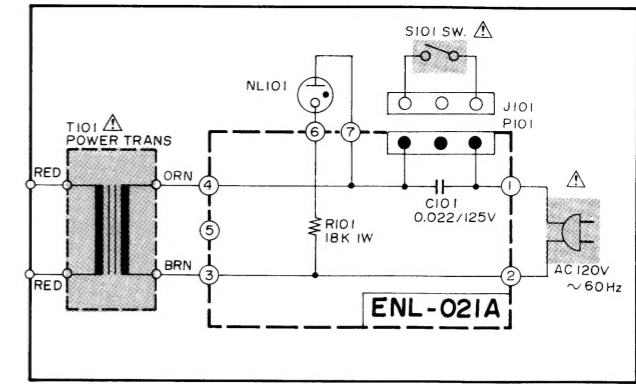 S101 SW. ⚠
NL101
J101
P101
T101 ⚠
POWER TRANS
6
7
RED
ORN
4
1
C101
0.022/125V
⚠
R101
18K 1W
5
RED
BRN
3
2
AC 120V
~60Hz
ENL-021A